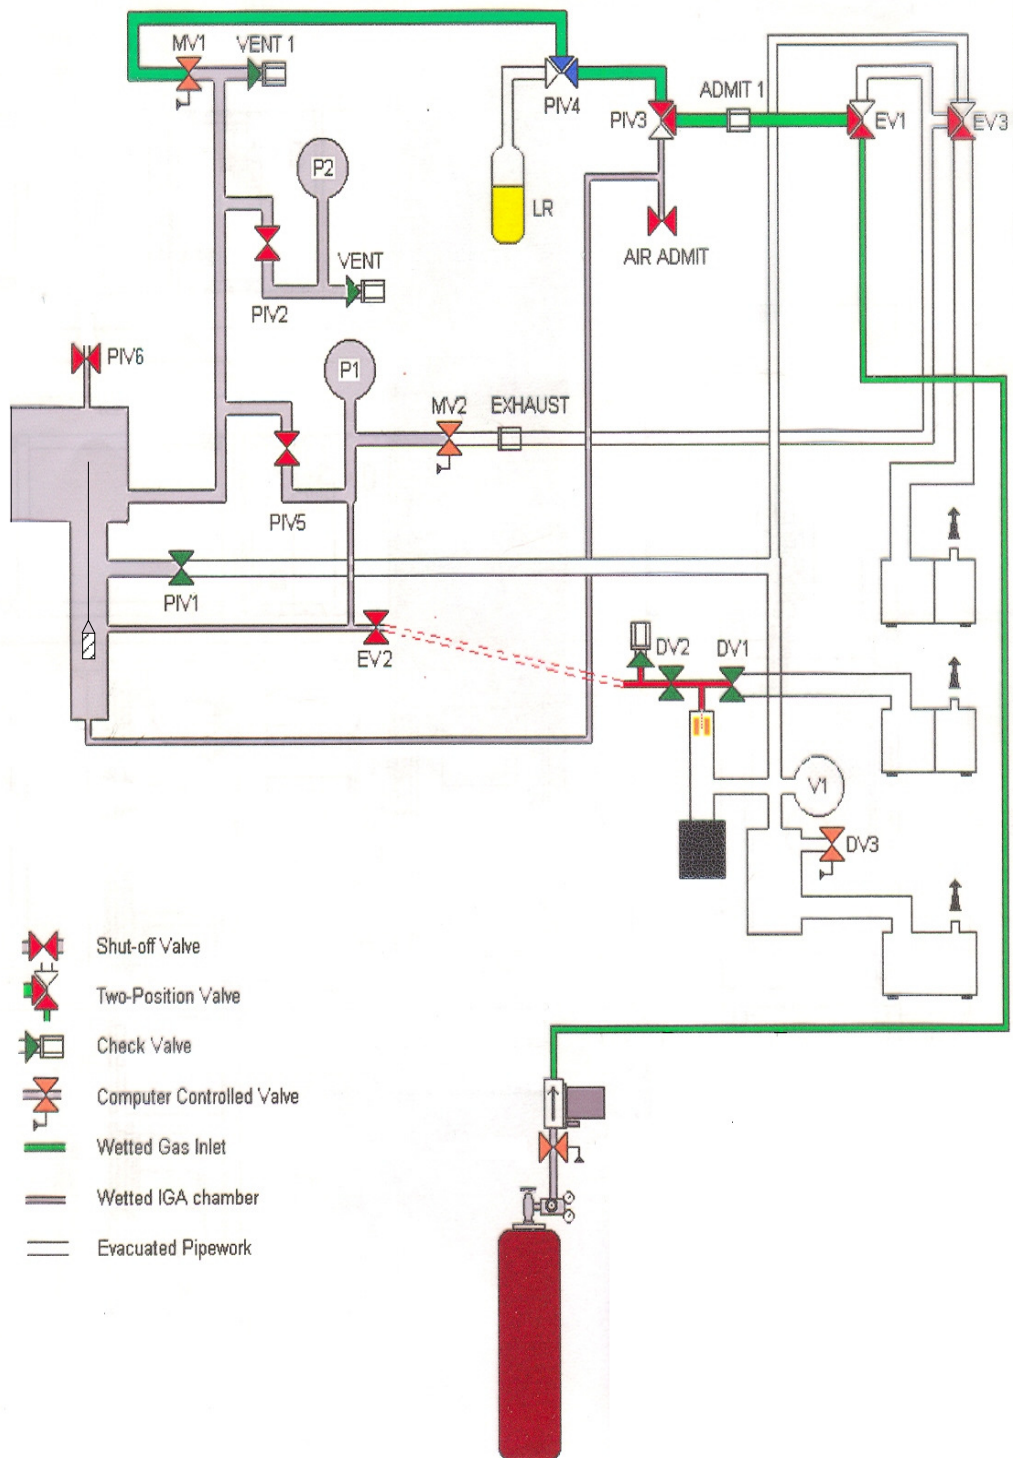 MV1
VENT 1
PIV4
ADMIT 1
PIV3
EV1
EV3
P2
LR
AIR ADMIT
VENT
PIV2
PIV6
P1
MV2
EXHAUST
PIV5
PIV1
EV2
DV2
DV1
V1
DV3
Shut-off Valve
Two-Position Valve
Check Valve
Computer Controlled Valve
Wetted Gas Inlet
Wetted IGA chamber
Evacuated Pipework